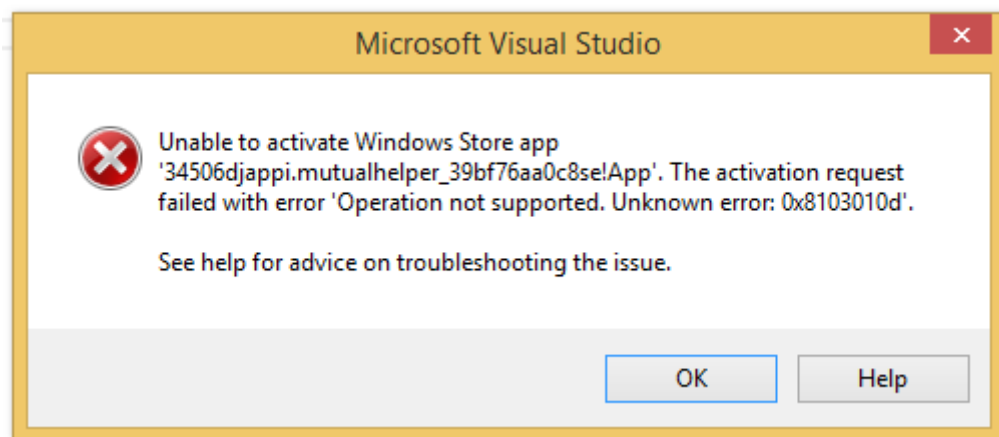 Microsoft Visual Studio
Unable to activate Windows Store app
'34506djappi.mutualhelper_39bf76aa0c8se!App'. The activation request
failed with error 'Operation not supported. Unknown error: 0x8103010d'.
See help for advice on troubleshooting the issue.
OK
Help